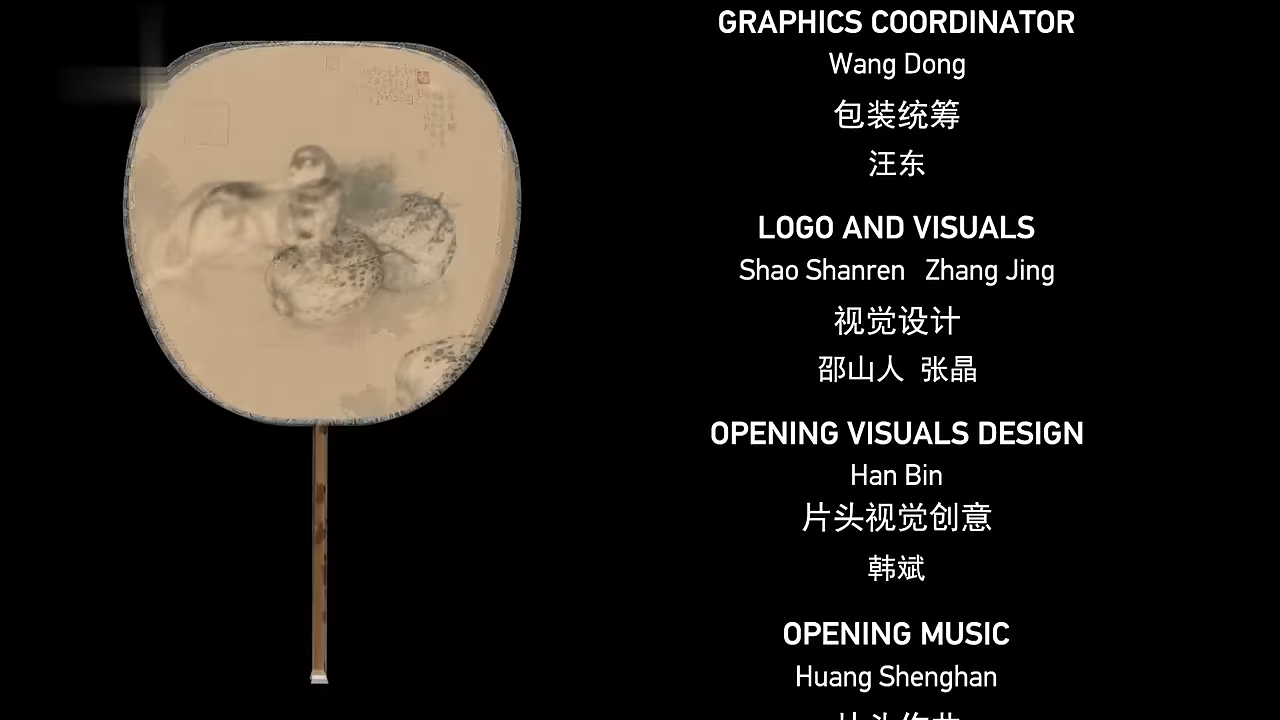 GRAPHICS COORDINATOR
Wang Dong
包装统筹
汪东
LOGO AND VISUALS
Shao Shanren Zhang Jing
视觉设计
邵山人 张晶
OPENING VISUALS DESIGN
Han Bin
片头视觉创意
韩斌
OPENING MUSIC
Huang Shenghan